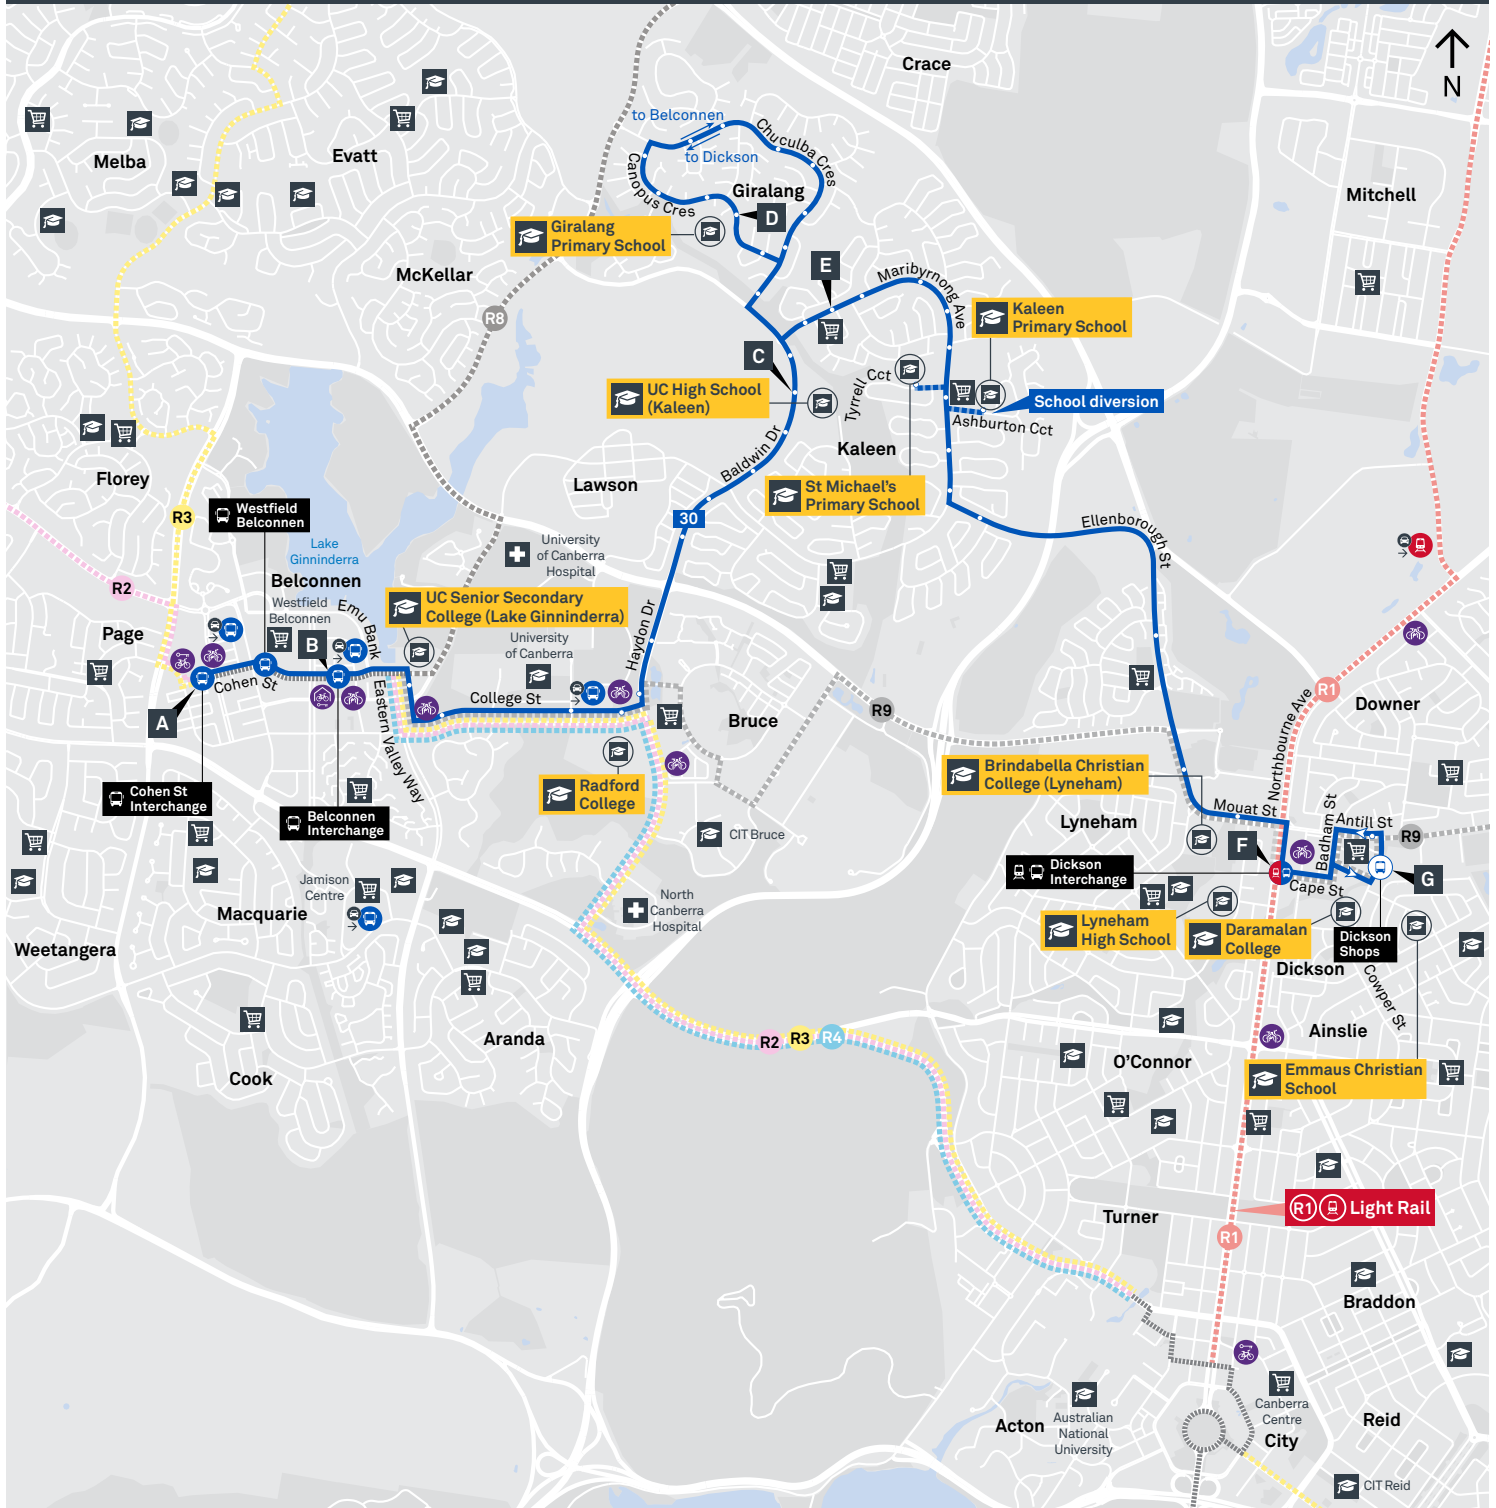 Crace
N
to Belconnen
to Dickson
Chuculba Cres
Canopus Cres
Giralang
D
Melba
Evatt
Mitchell
Giralang
Primary School
McKellar
E
Maribyrnong Ave
Kaleen
Primary School
R8
C
UC High School
(Kaleen)
Tyrrell Cct
School diversion
Ashburton Cct
Baldwin Dr
Kaleen
Florey
Lawson
St Michael's
Primary School
R3
Westfield
Belconnen
30
Ellenborough St
Lake
Ginninderra
University
of Canberra
Hospital
Belconnen
R2
Westfield
Belconnen
Emu Bank
UC Senior Secondary
College (Lake Ginninderra)
Page
B
University
of Canberra
Haydon Dr
Cohen St
College St
A
Eastern Valley Way
Bruce
R9
R1
Northbourne Ave
Downer
Cohen St
Interchange
Belconnen
Interchange
Radford
College
Brindabella Christian
College (Lyneham)
Mouat St
Lyneham
Badham St
Antill St
R9
CIT Bruce
F
Dickson
Interchange
Cape St
G
Jamison
Centre
Macquarie
North
Canberra
Hospital
Lyneham
High School
Daramalan
College
Dickson
Shops
Weetangera
Dickson
Cowper St
Aranda
R2
R3
R4
Ainslie
O'Connor
Cook
Emmaus Christian
School
Turner
R1
Light Rail
R1
Braddon
Acton
Australian
National
University
Canberra
Centre
City
Reid
CIT Reid